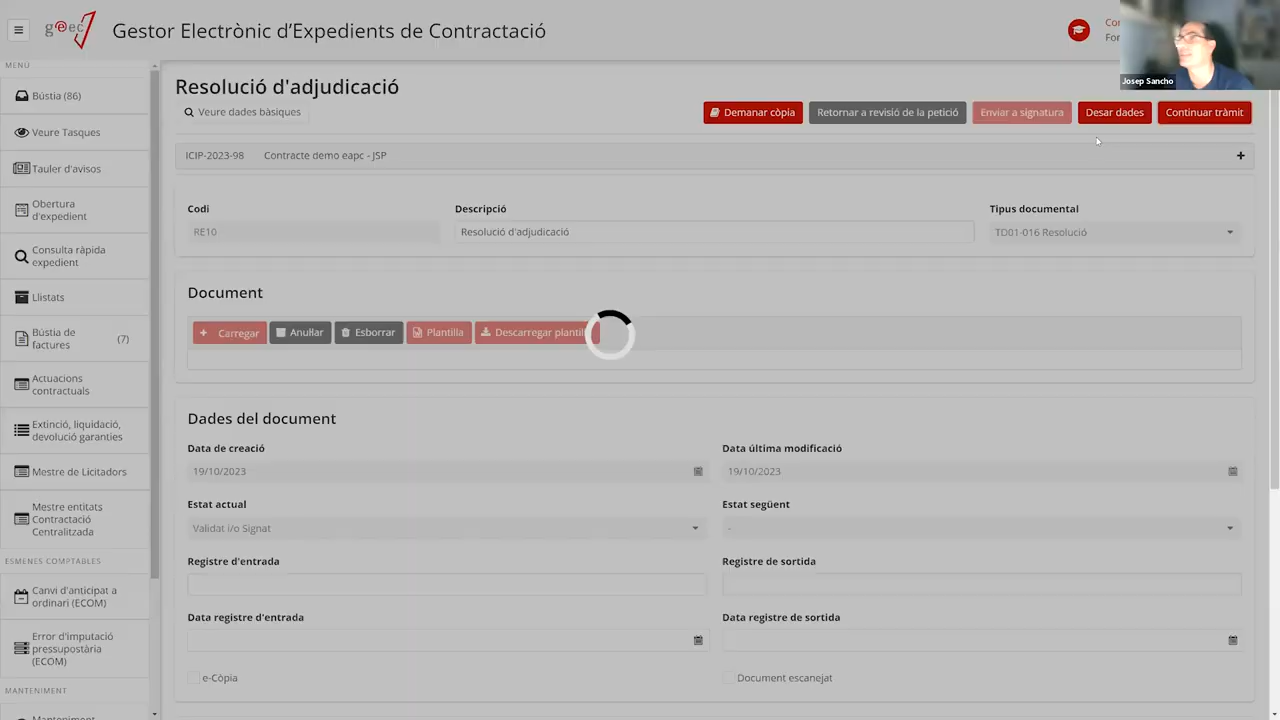 geec
Gestor Electrònic d'Expedients de Contractació
Josep Sancho
MENÚ
Bústia (86)
Veure Tasques
Tauler d'avisos
Obertura
d'expedient
Consulta ràpida
expedient
Llistats
Bústia de
factures
(7)
Actuacions
contractuals
Extinció, liquidació,
devolució garanties
Mestre de Licitadors
Mestre entitats
Contractació
Centralitzada
ESMENES COMPTABLES
Canvi d'anticipat a
ordinari (ECOM)
Error d'imputació
pressupostària
(ECOM)
MANTENIMENT
Resolució d'adjudicació
Veure dades bàsiques
Demanar còpia
Retornar a revisió de la petició
Enviar a signatura
Desar dades
Continuar tràmit
ICIP-2023-98 Contracte demo eapc - JSP
Codi
Descripció
Tipus documental
RE10
Resolució d'adjudicació
TD01-016 Resolució
Document
Carregar
Anul·lar
Esborrar
Plantilla
Descarregar plantill
Dades del document
Data de creació
Data última modificació
19/10/2023
19/10/2023
Estat actual
Estat següent
Validat i/o Signat
-
Registre d'entrada
Registre de sortida
Data registre d'entrada
Data registre de sortida
e-Còpia
Document escanejat